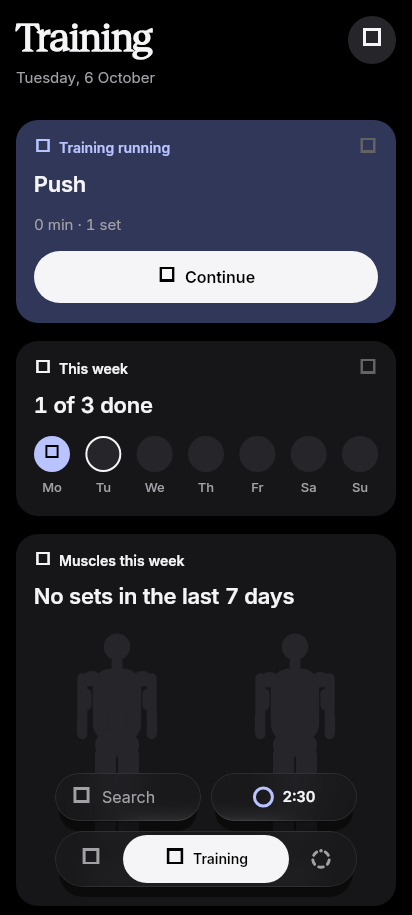 Training
Tuesday, 6 October
Training running
Push
0 min · 1 set
Continue
This week
1 of 3 done
Mo Tu We Th Fr Sa Su
Muscles this week
No sets in the last 7 days
Search
2:30
Training